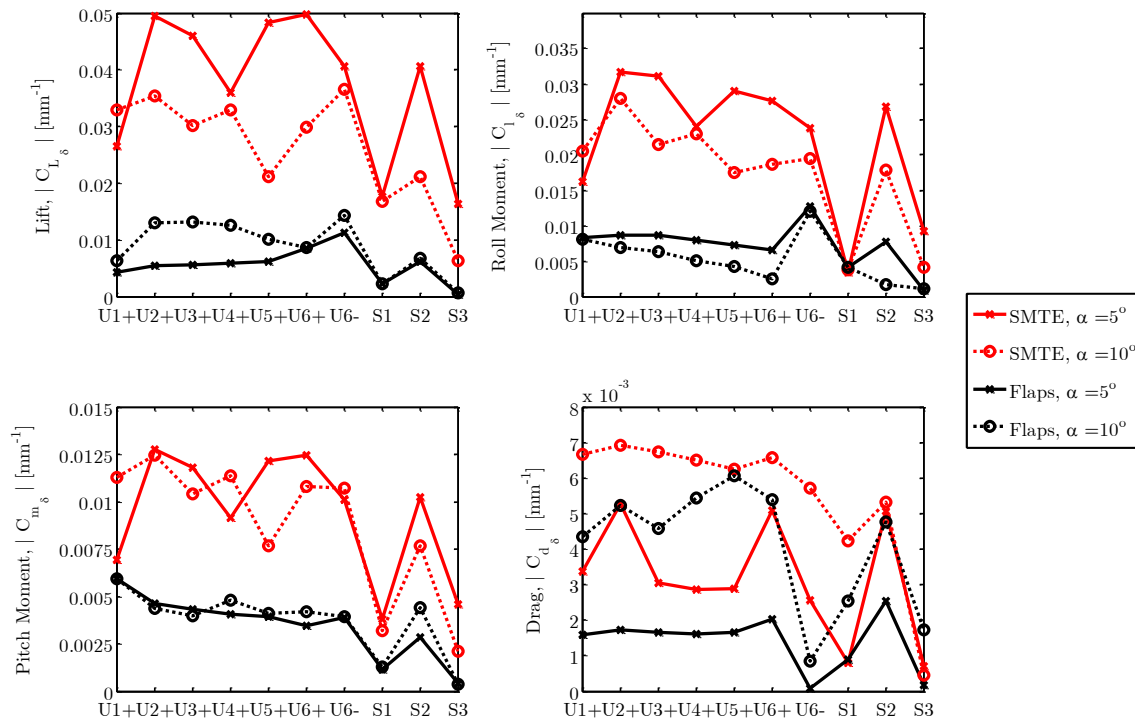 Lift, | C_L_δ | [mm⁻¹]
0.05
0.04
0.03
0.02
0.01
0
U1+ U2+ U3+ U4+ U5+ U6+ U6- S1 S2 S3
Roll Moment, | C_l_δ | [mm⁻¹]
0.035
0.03
0.025
0.02
0.015
0.01
0.005
0
U1+ U2+ U3+ U4+ U5+ U6+ U6- S1 S2 S3
SMTE, α =5°
SMTE, α =10°
Flaps, α =5°
Flaps, α =10°
Pitch Moment, | C_m_δ | [mm⁻¹]
0.015
0.0125
0.01
0.0075
0.005
0.0025
0
U1+ U2+ U3+ U4+ U5+ U6+ U6- S1 S2 S3
Drag, | C_d_δ | [mm⁻¹]
x 10⁻³
8
7
6
5
4
3
2
1
0
U1+ U2+ U3+ U4+ U5+ U6+ U6- S1 S2 S3